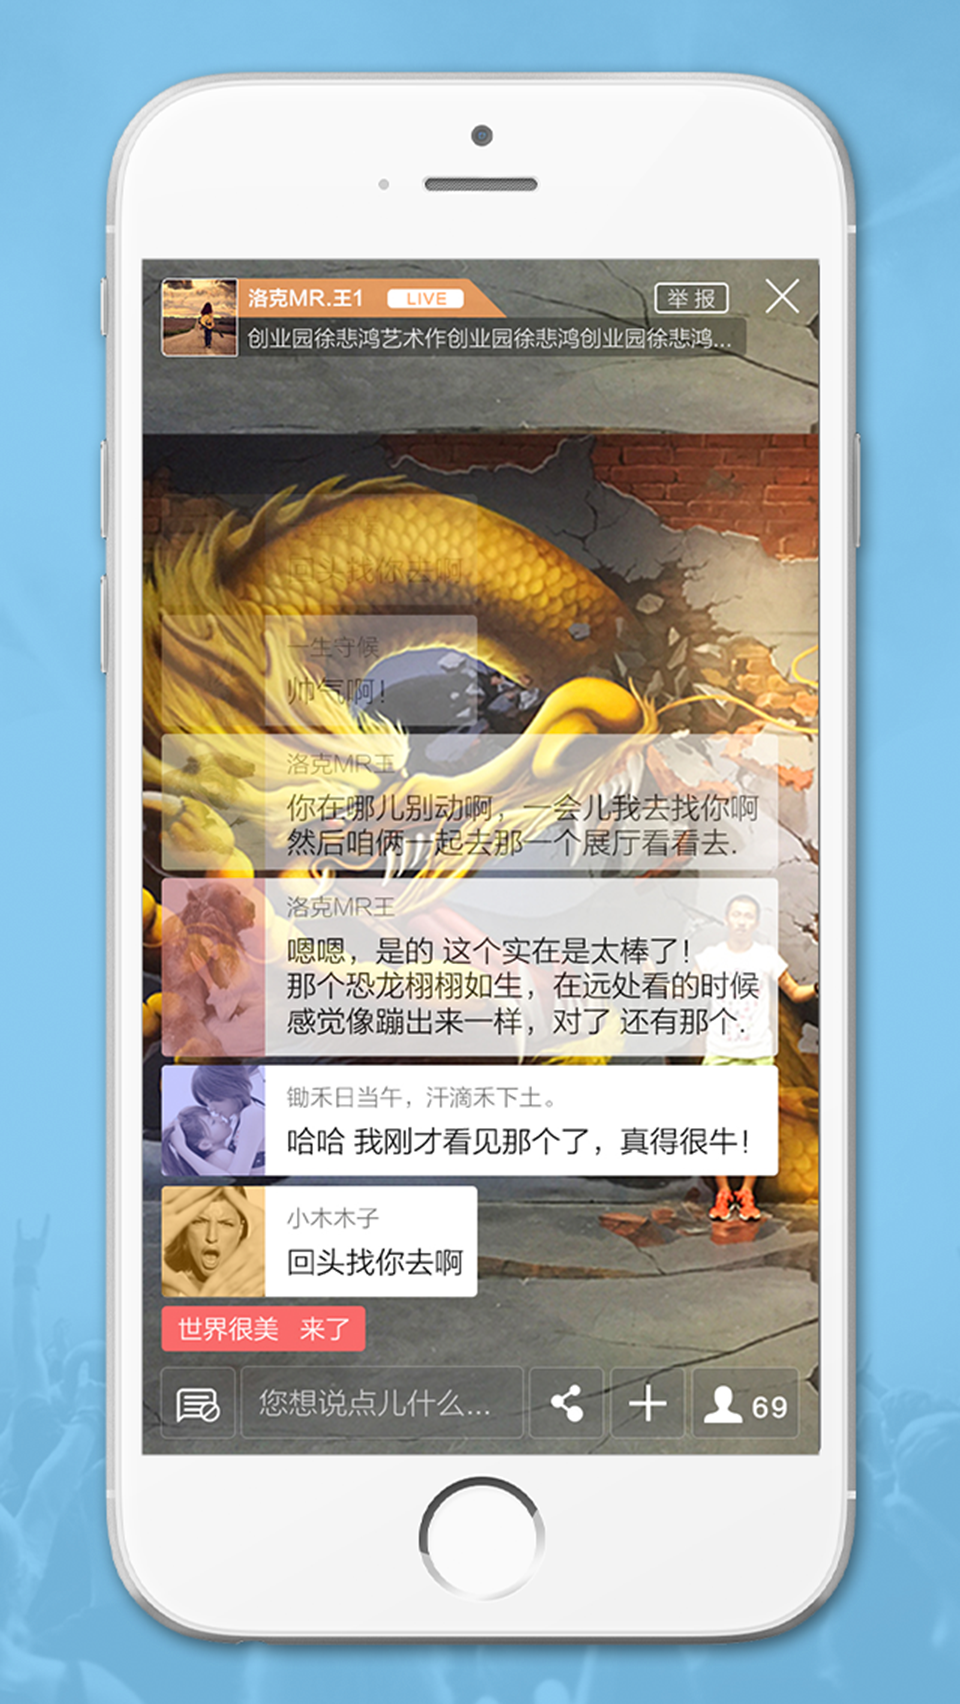 洛克MR.王1 LIVE 举报
创业园徐悲鸿艺术作创业园徐悲鸿创业园徐悲鸿...
回头找你去啊
一生守候
帅气啊！
洛克MR王
你在哪儿别动啊，一会儿我去找你啊
然后咱俩一起去那一个展厅看看去.
洛克MR王
嗯嗯，是的 这个实在是太棒了！
那个恐龙栩栩如生，在远处看的时候
感觉像蹦出来一样，对了 还有那个.
锄禾日当午，汗滴禾下土。
哈哈 我刚才看见那个了，真得很牛！
小木木子
回头找你去啊
世界很美 来了
您想说点儿什么... 69